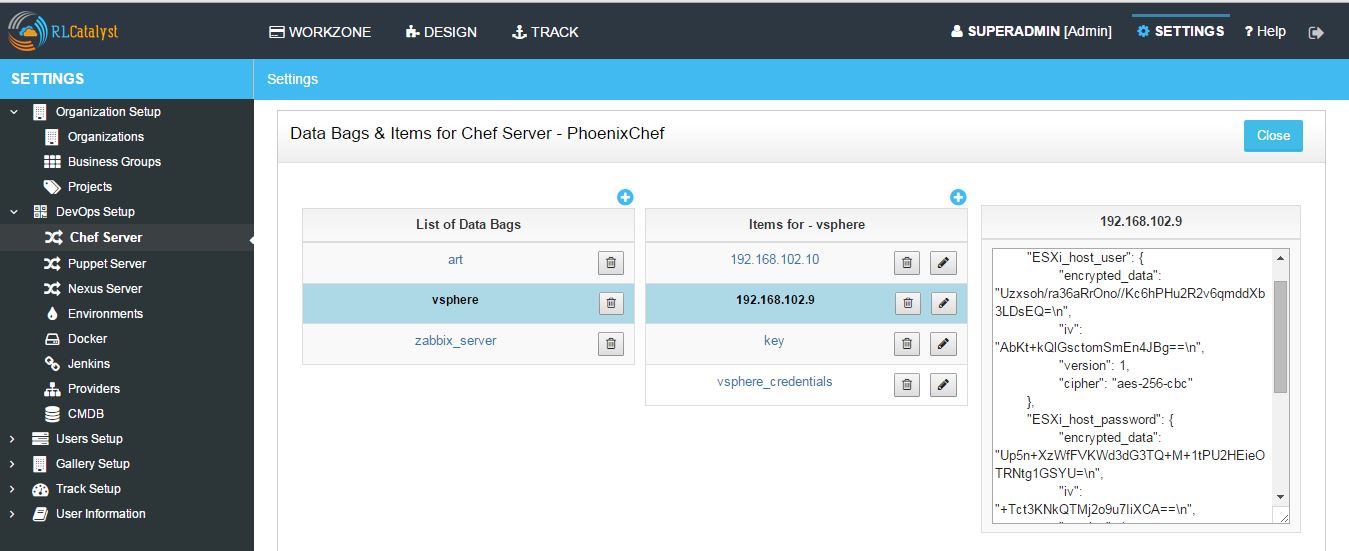 RLCatalyst
WORKZONE
DESIGN
TRACK
SUPERADMIN [Admin]
SETTINGS
? Help
SETTINGS
Settings
Organization Setup
Organizations
Business Groups
Projects
DevOps Setup
Chef Server
Puppet Server
Nexus Server
Environments
Docker
Jenkins
Providers
CMDB
Users Setup
Gallery Setup
Track Setup
User Information
Data Bags & Items for Chef Server - PhoenixChef
Close
List of Data Bags
art
vsphere
zabbix_server
Items for - vsphere
192.168.102.10
192.168.102.9
key
vsphere_credentials
192.168.102.9
"ESXi_host_user": {
"encrypted_data":
"Uzxsoh/ra36aRrOno//Kc6hPHu2R2v6qmddXb
3LDsEQ=\n",
"iv":
"AbKt+kQIGsctomSmEn4JBg==\n",
"version": 1,
"cipher": "aes-256-cbc"
},
"ESXi_host_password": {
"encrypted_data":
"Up5n+XzWfFVKWd3dG3TQ+M+1tPU2HEieO
TRNtg1GSYU=\n",
"iv":
"+Tct3KNkQTMj2o9u7IiXCA==\n",